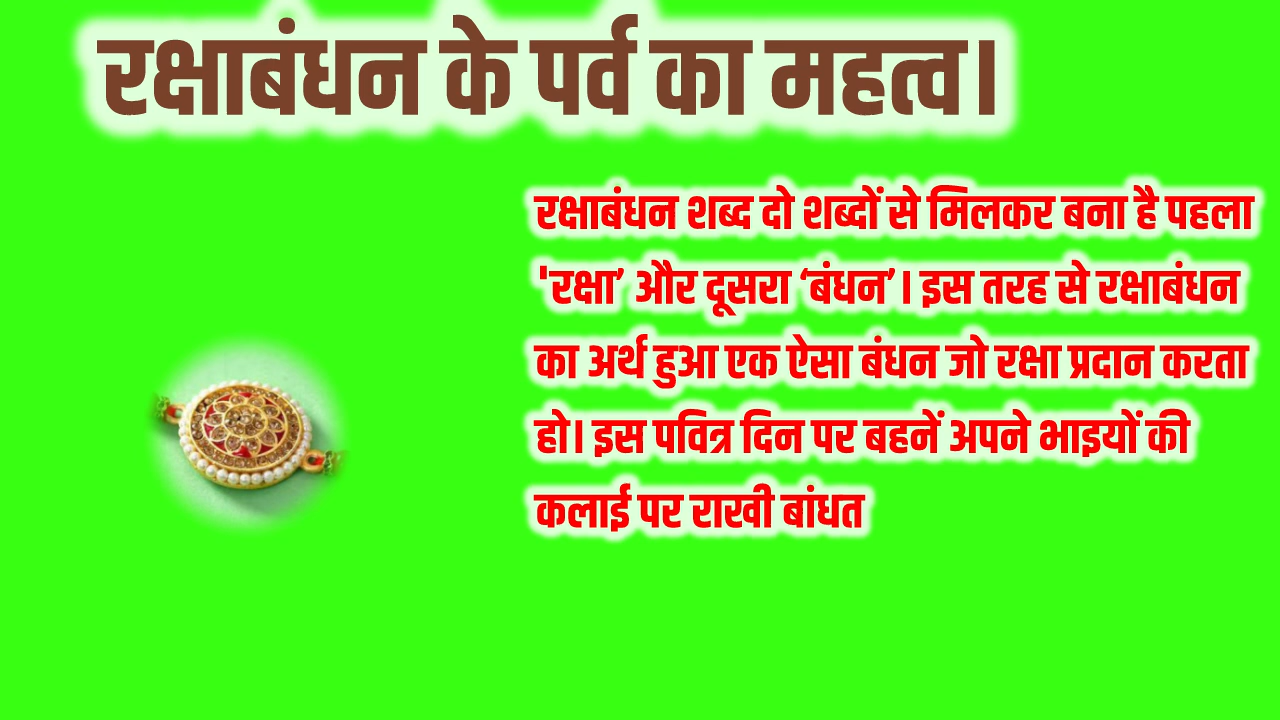 रक्षाबंधन के पर्व का महत्व।
रक्षाबंधन शब्द दो शब्दों से मिलकर बना है पहला
'रक्षा’ और दूसरा ‘बंधन’। इस तरह से रक्षाबंधन
का अर्थ हुआ एक ऐसा बंधन जो रक्षा प्रदान करता
हो। इस पवित्र दिन पर बहनें अपने भाइयों की
कलाई पर राखी बांधत